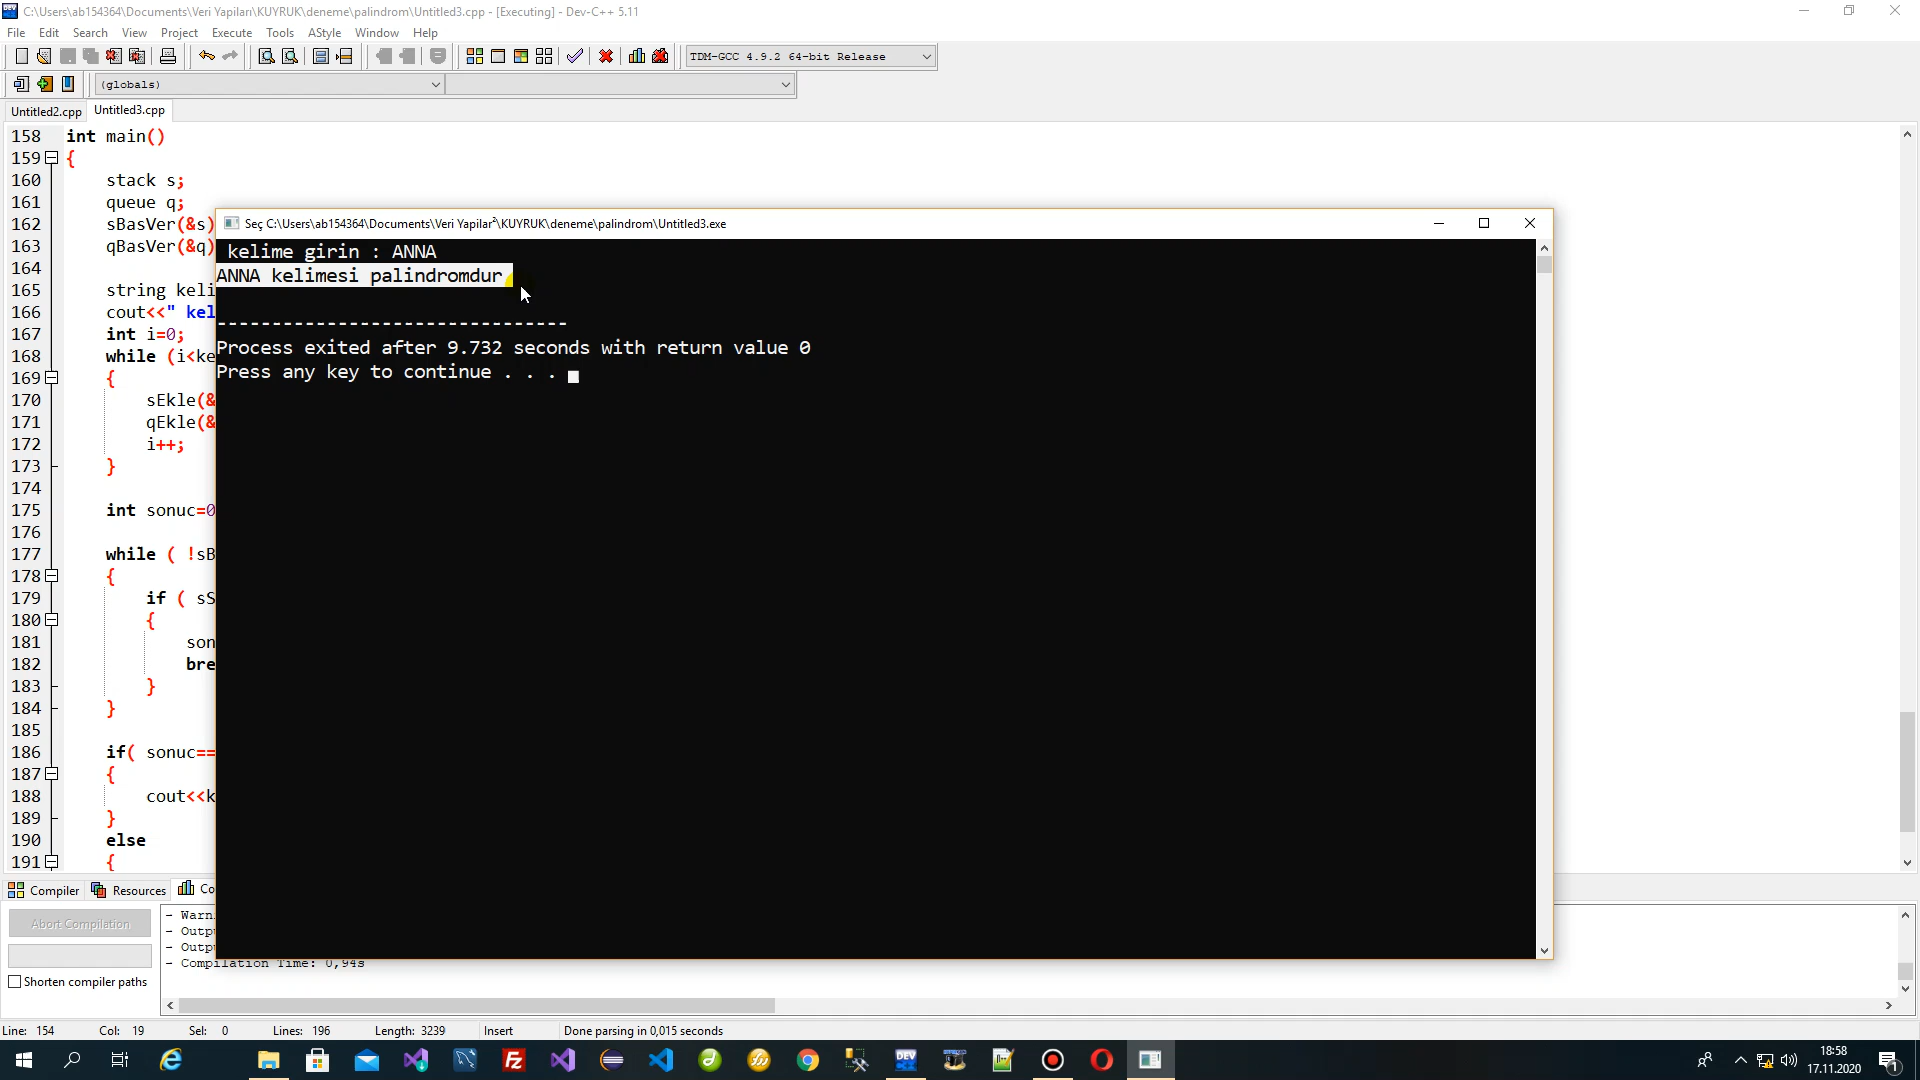 C:\Users\ab154364\Documents\Veri Yapıları\KUYRUK\deneme\palindrom\Untitled3.cpp - [Executing] - Dev-C++ 5.11
File Edit Search View Project Execute Tools AStyle Window Help
TDM-GCC 4.9.2 64-bit Release
(globals)
Untitled2.cpp Untitled3.cpp
158 int main()
159 {
160 stack s;
161 queue q;
162 sBasVer(&s)
163 qBasVer(&q)
164
165 string keli
166 cout<<" kel
167 int i=0;
168 while (i<ke
169 {
170 sEkle(&
171 qEkle(&
172 i++;
173 }
174
175 int sonuc=0
176
177 while ( !sB
178 {
179 if ( sS
180 {
181 son
182 bre
183 }
184 }
185
186 if( sonuc==
187 {
188 cout<<k
189 }
190 else
191 {
Seç C:\Users\ab154364\Documents\Veri Yapilar²\KUYRUK\deneme\palindrom\Untitled3.exe
kelime girin : ANNA
ANNA kelimesi palindromdur
--------------------------------
Process exited after 9.732 seconds with return value 0
Press any key to continue . . .
Compiler Resources Co
Abort Compilation
Shorten compiler paths
- Warn
- Outpu
- Outpu
- Compilation Time: 0,94s
Line: 154 Col: 19 Sel: 0 Lines: 196 Length: 3239 Insert Done parsing in 0,015 seconds
18:58
17.11.2020